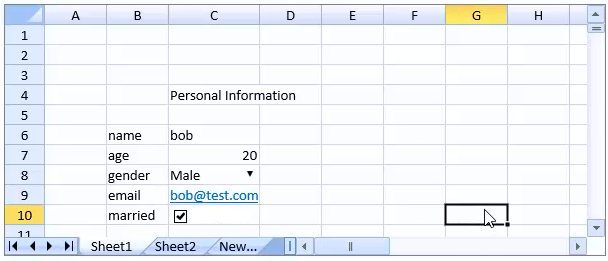 A B C D E F G H
1
2
3
4 Personal Information
5
6 name bob
7 age 20
8 gender Male
9 email bob@test.com
10 married
11
Sheet1 Sheet2 New...